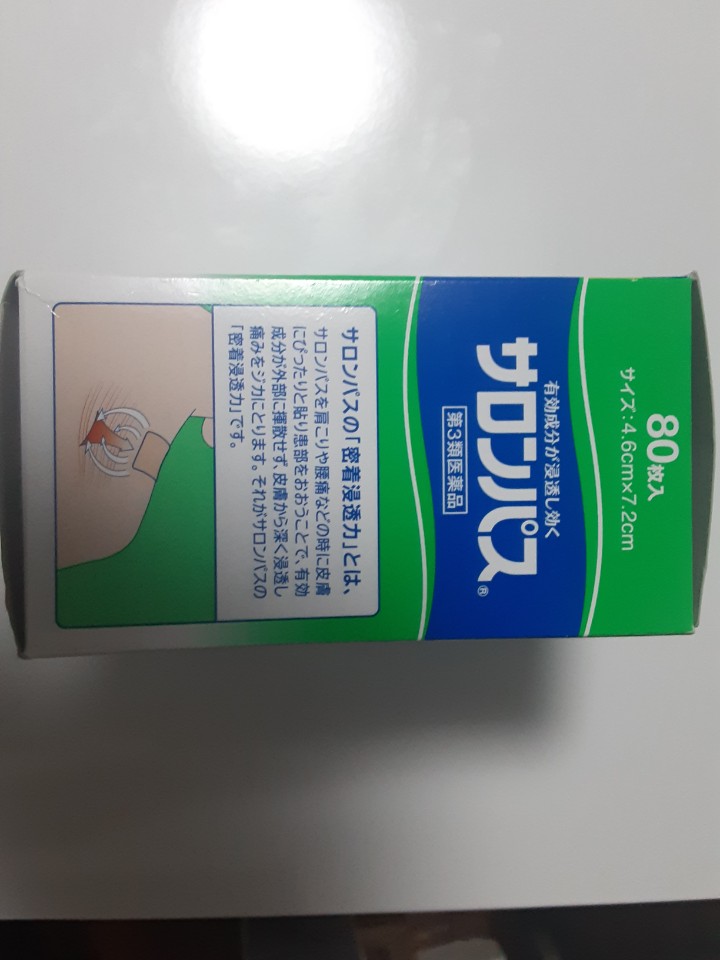 80枚入
サイズ:4.6cm×7.2cm
有効成分が浸透し効く
サロンパス®
第3類医薬品
サロンパスの「密着浸透力」とは、
サロンパスを肩こりや腰痛などの時に皮膚
にぴったりと貼り患部をおおうことで、有効
成分が外部に揮散せず、皮膚から深く浸透し
痛みをジカにとります。それがサロンパスの
「密着浸透力」です。